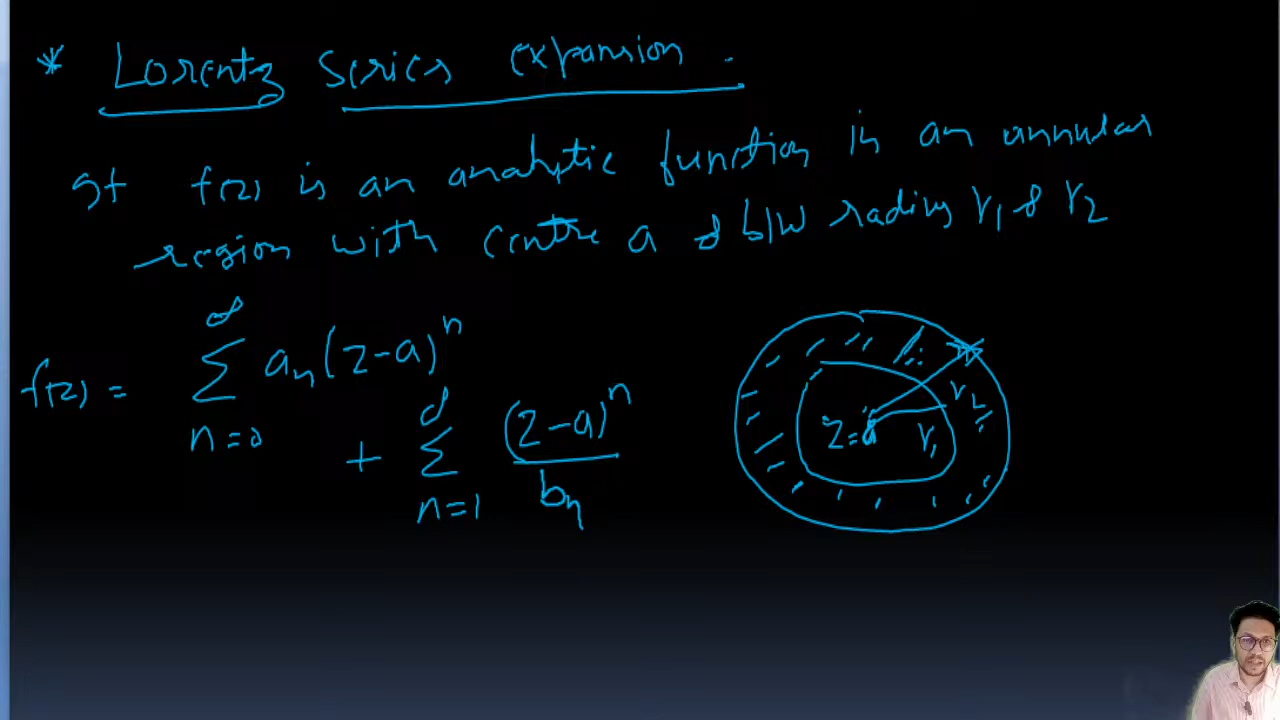 * Lorentz series expansion.
If f(z) is an analytic function in an annular
region with centre a & b/w radius r₁ & r₂
f(z) = ∞∑n=0 aₙ(z-a)ⁿ
+ ∞∑n=1 (z-a)ⁿ/bₙ
z=a r₁ r₂